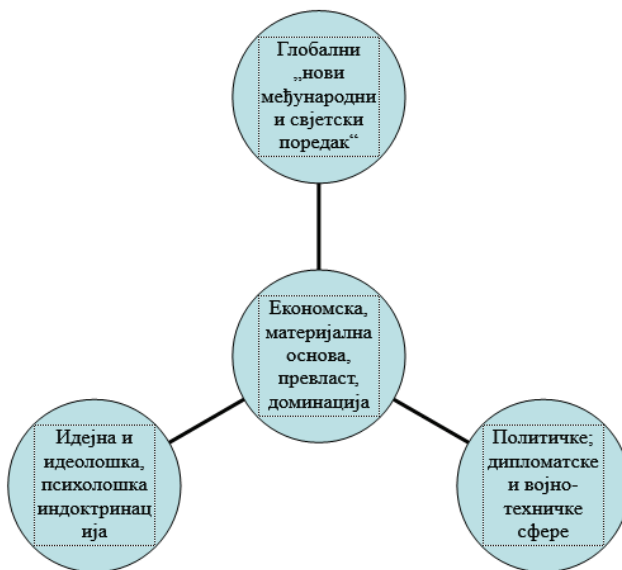 Глобални
„нови
међународни
и свјетски
поредак“
Економска,
материјална
основа,
превласт,
доминација
Идејна и
идеолошка,
психолошка
индоктринац
ија
Политичке;
дипломатске
и војно-
техничке
сфере